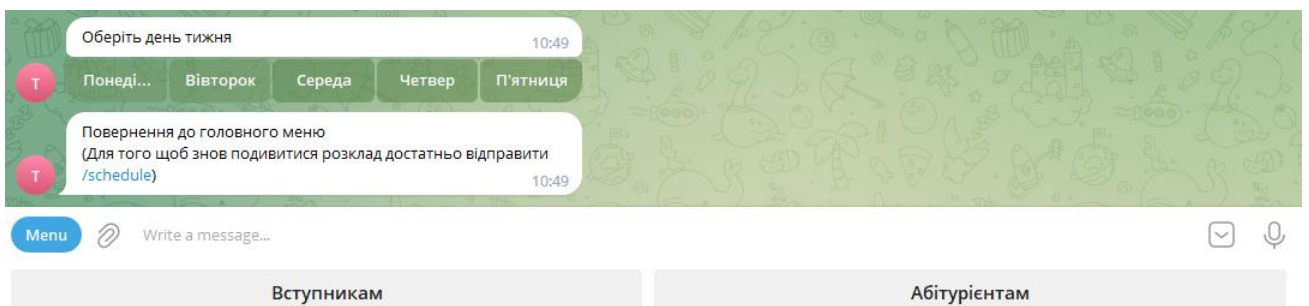 Оберіть день тижня
10:49
Т
Понеді... Вівторок Середа Четвер П'ятниця
Повернення до головного меню
(Для того щоб знов подивитися розклад достатньо відправити
/schedule)
10:49
Т
Menu Write a message...
Вступникам Абітурієнтам